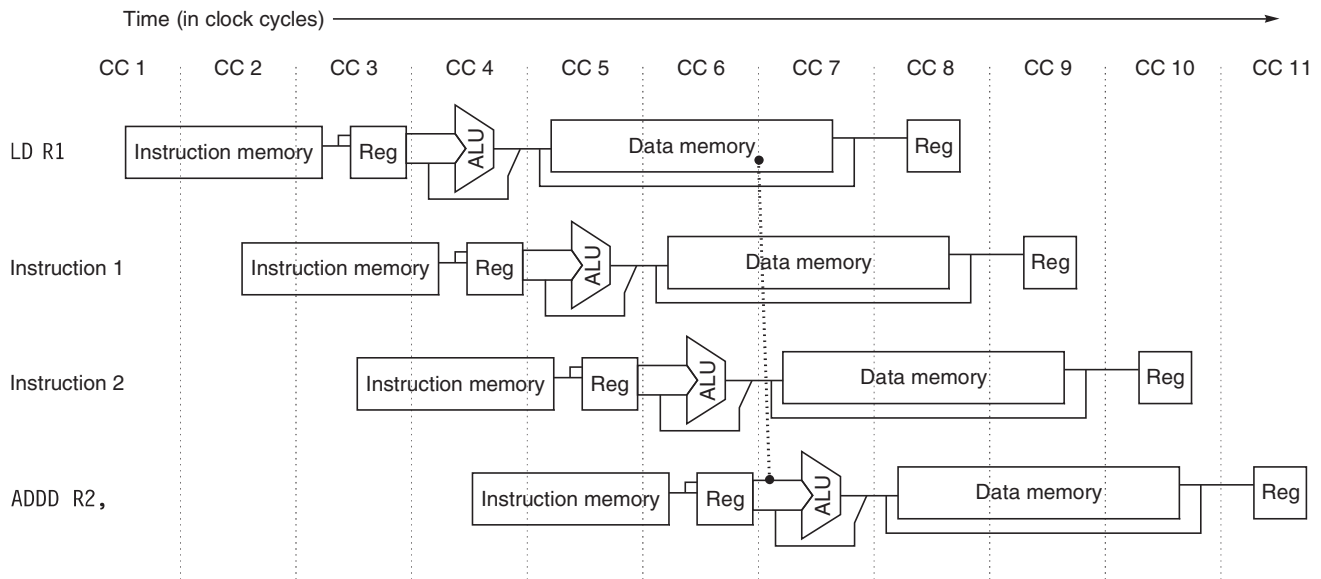 Time (in clock cycles)
CC 1 CC 2 CC 3 CC 4 CC 5 CC 6 CC 7 CC 8 CC 9 CC 10 CC 11
LD R1 Instruction memory Reg ALU Data memory Reg
Instruction 1 Instruction memory Reg ALU Data memory Reg
Instruction 2 Instruction memory Reg ALU Data memory Reg
ADDD R2, Instruction memory Reg ALU Data memory Reg